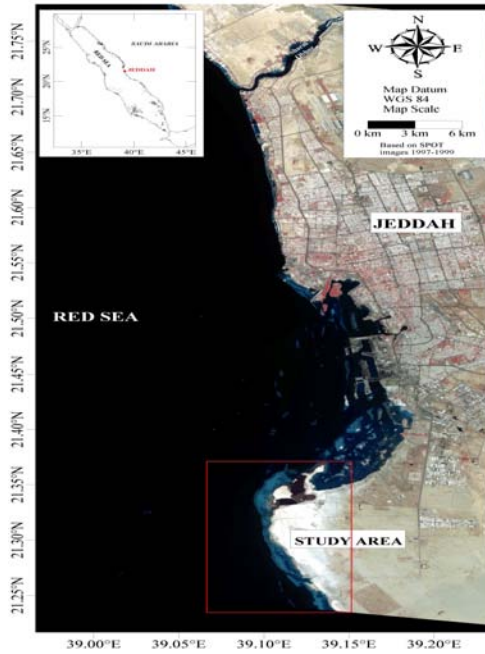 SAUDI ARABIA
RED SEA
JEDDAH
25°N
20°N
15°N
35°E
40°E
45°E
N
W
E
S
Map Datum
WGS 84
Map Scale
0 km 3 km 6 km
Based on SPOT
images 1997-1999
JEDDAH
RED SEA
STUDY AREA
21.75°N
21.70°N
21.65°N
21.60°N
21.55°N
21.50°N
21.45°N
21.40°N
21.35°N
21.30°N
21.25°N
39.00°E
39.05°E
39.10°E
39.15°E
39.20°E